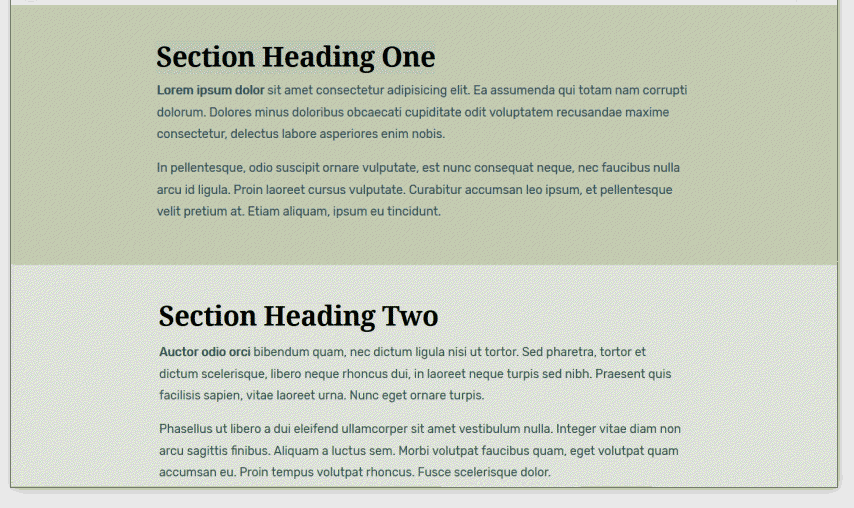 Section Heading One
Lorem ipsum dolor sit amet consectetur adipisicing elit. Ea assumenda qui totam nam corrupti
dolorum. Dolores minus doloribus obcaecati cupiditate odit voluptatem recusandae maxime
consectetur, delectus labore asperiores enim nobis.
In pellentesque, odio suscipit ornare vulputate, est nunc consequat neque, nec faucibus nulla
arcu id ligula. Proin laoreet cursus vulputate. Curabitur accumsan leo ipsum, et pellentesque
velit pretium at. Etiam aliquam, ipsum eu tincidunt.
Section Heading Two
Auctor odio orci bibendum quam, nec dictum ligula nisi ut tortor. Sed pharetra, tortor et
dictum scelerisque, libero neque rhoncus dui, in laoreet neque turpis sed nibh. Praesent quis
facilisis sapien, vitae laoreet urna. Nunc eget ornare turpis.
Phasellus ut libero a dui eleifend ullamcorper sit amet vestibulum nulla. Integer vitae diam non
arcu sagittis finibus. Aliquam a luctus sem. Morbi volutpat faucibus quam, eget volutpat quam
accumsan eu. Proin tempus volutpat rhoncus. Fusce scelerisque dolor.